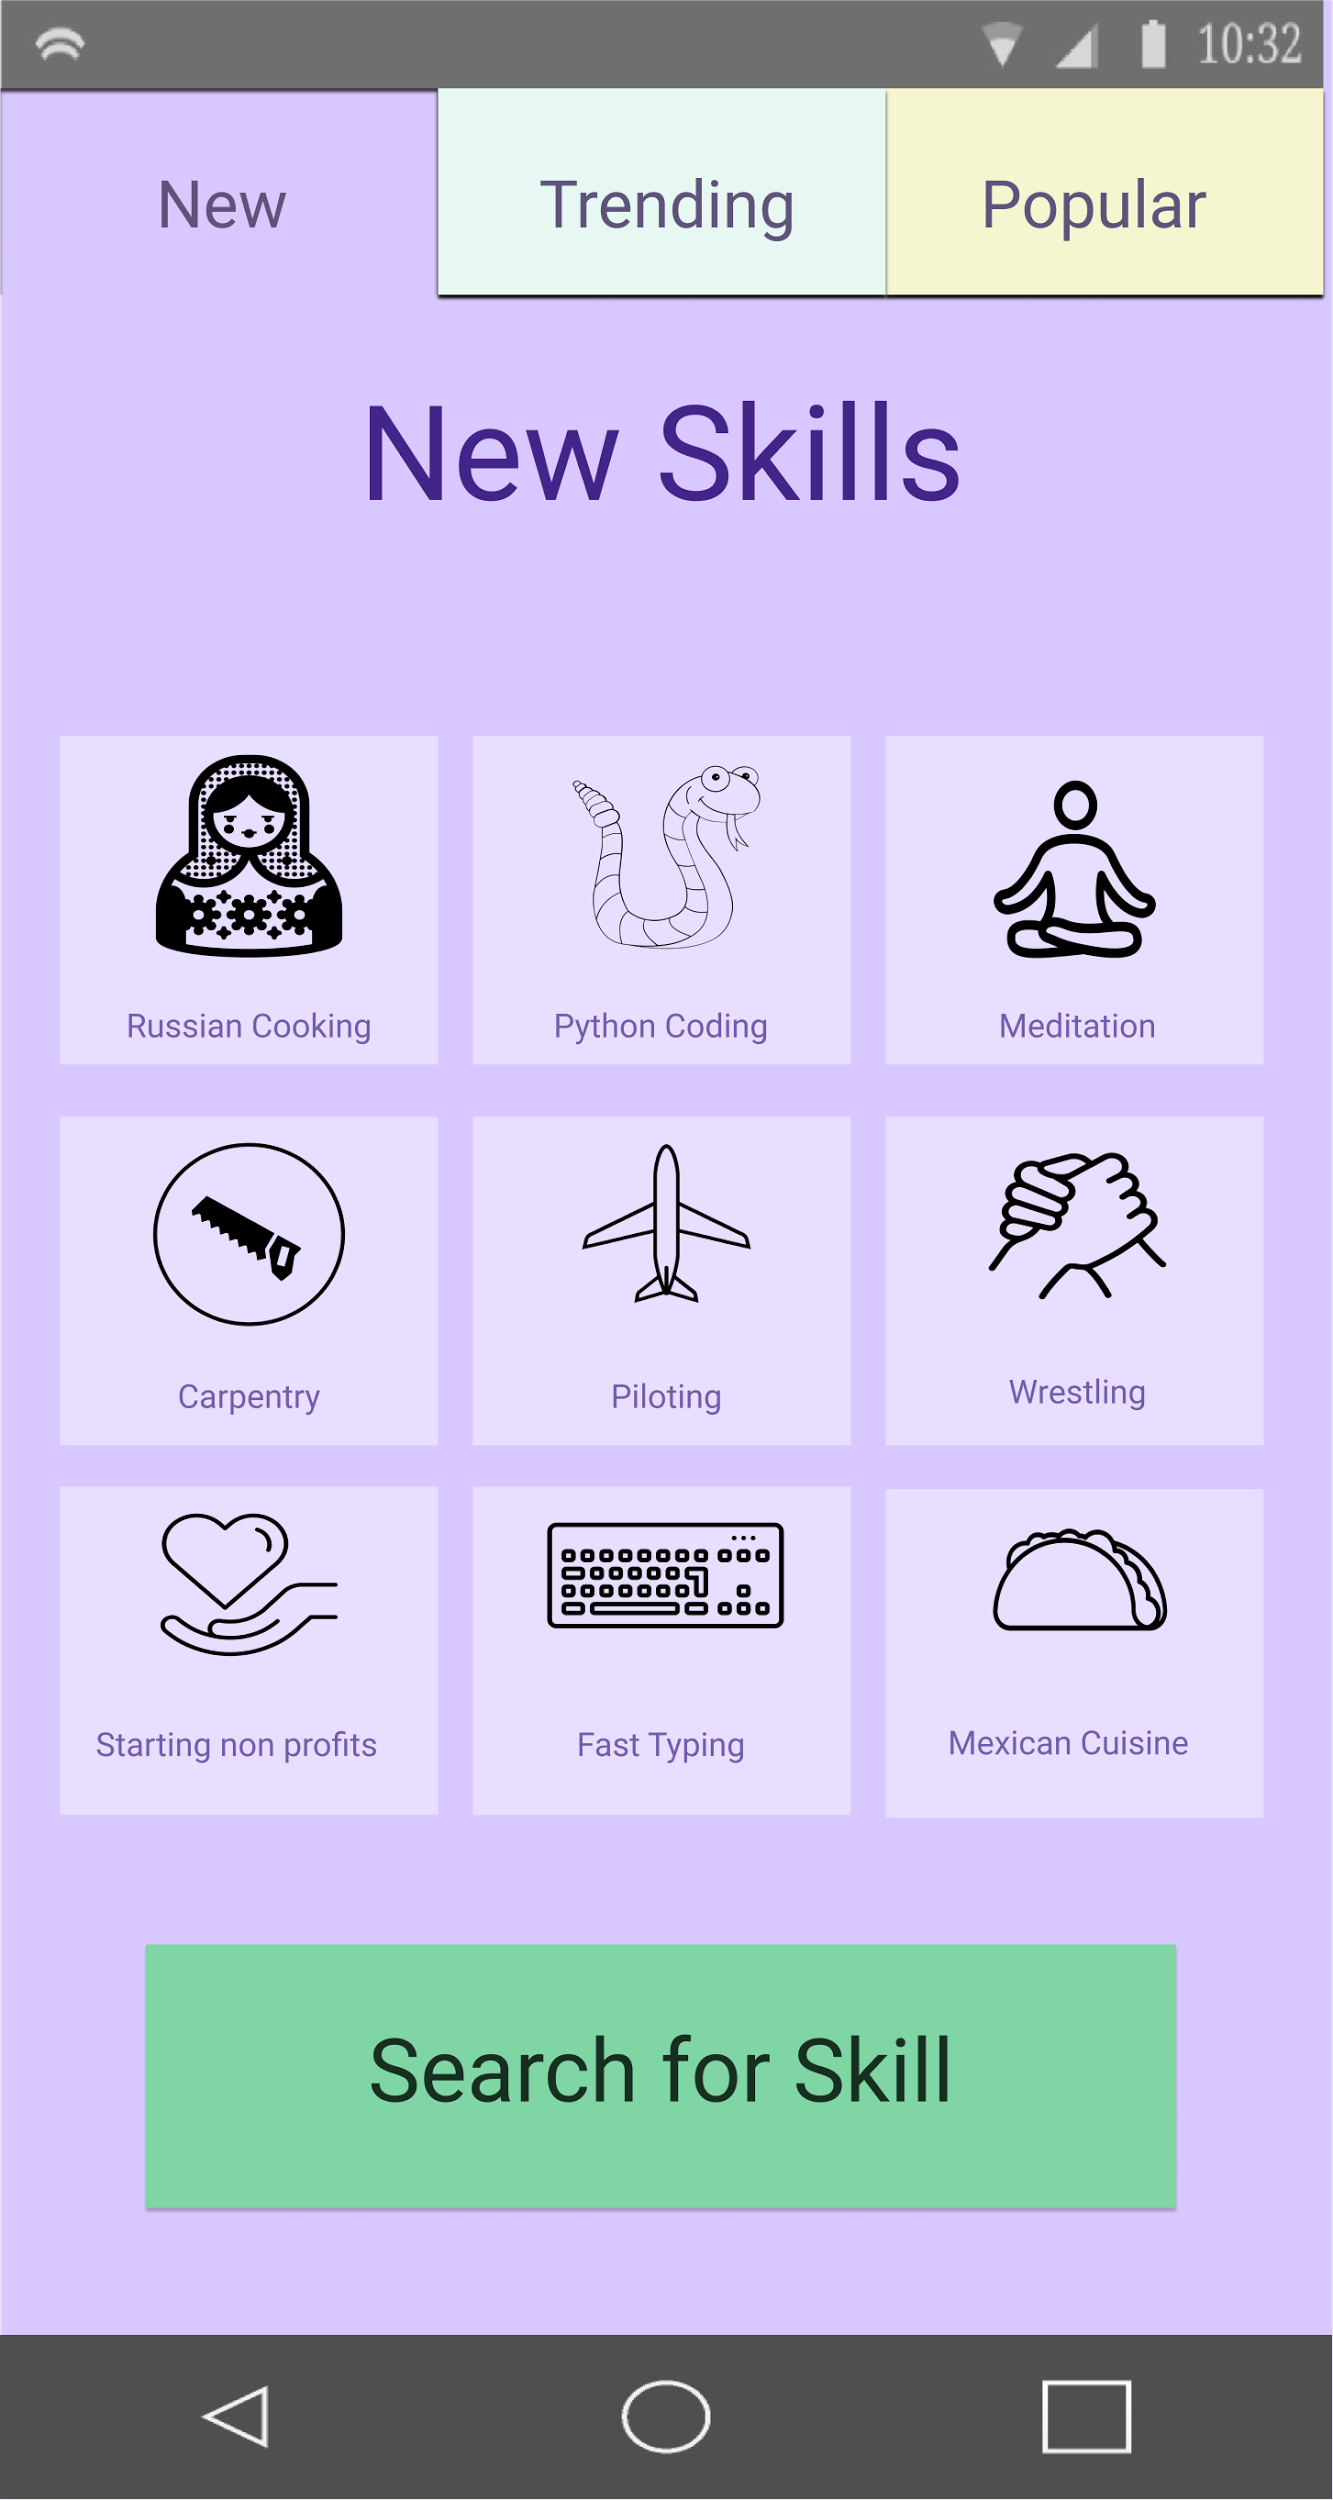 10:32
New Trending Popular
New Skills
Russian Cooking Python Coding Meditation
Carpentry Piloting Wrestling
Starting non profits Fast Typing Mexican Cuisine
Search for Skill